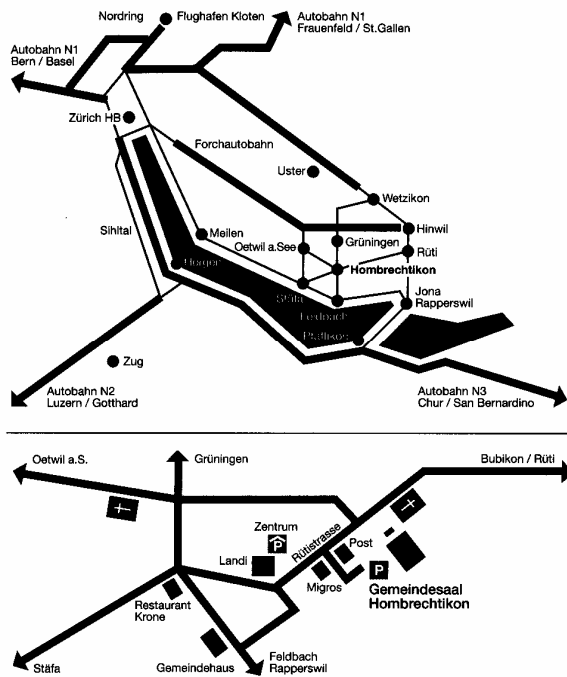 Nordring
Flughafen Kloten
Autobahn N1
Frauenfeld / St.Gallen
Autobahn N1
Bern / Basel
Zürich HB
Forchautobahn
Uster
Wetzikon
Sihltal
Meilen
Oetwil a.See
Grüningen
Hinwil
Rüti
Horgen
Hombrechtikon
Stäfa
Feldbach
Jona
Rapperswil
Pfäffikon
Zug
Autobahn N2
Luzern / Gotthard
Autobahn N3
Chur / San Bernardino
Oetwil a.S.
Grüningen
Bubikon / Rüti
Zentrum
P
Rütistrasse
Post
Landi
Migros
P
Gemeindesaal
Hombrechtikon
Restaurant
Krone
Gemeindehaus
Stäfa
Feldbach
Rapperswil